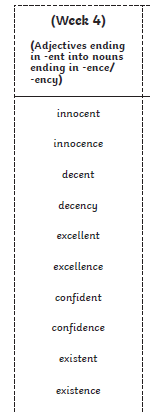 (Week 4)
(Adjectives ending
in -ent into nouns
ending in -ence/
-ency)
innocent
innocence
decent
decency
excellent
excellence
confident
confidence
existent
existence